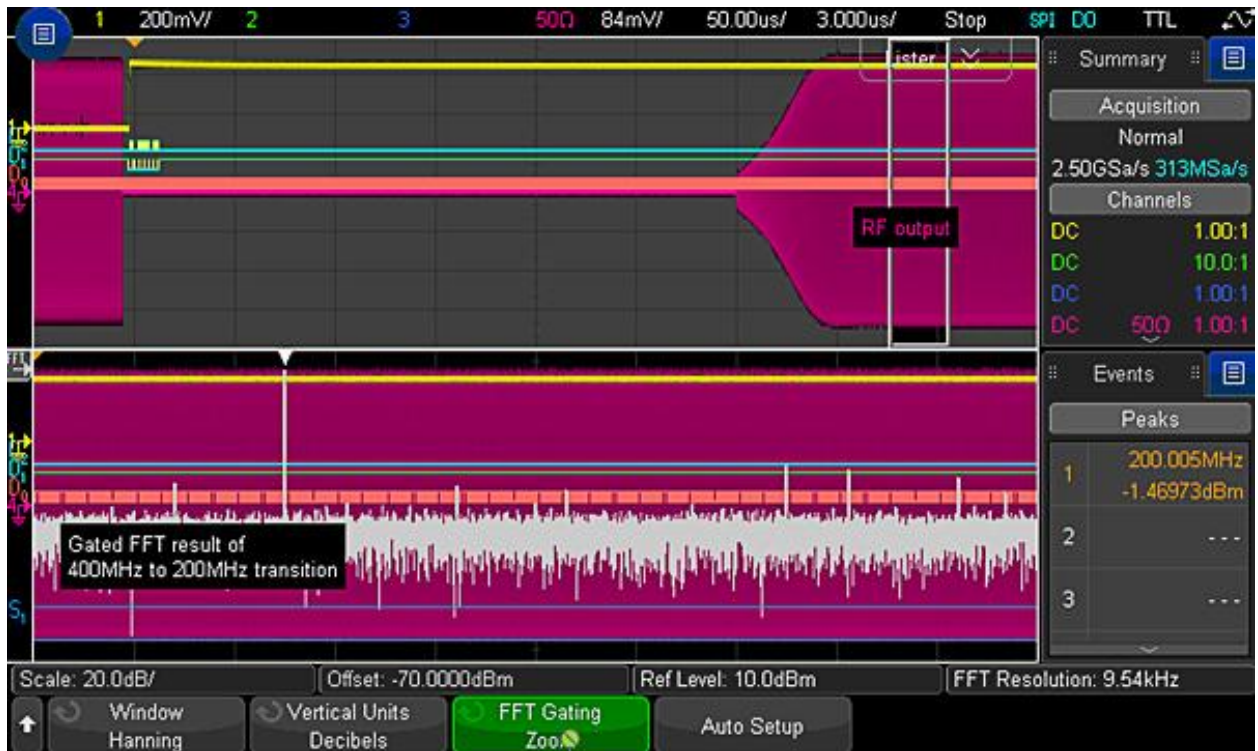 1 200mV/ 2 3 50Ω 84mV/ 50.00us/ 3.000us/ Stop SPI D0 TTL
Lister
RF output
Summary
Acquisition
Normal
2.50GSa/s 313MSa/s
Channels
DC 1.00:1
DC 10.0:1
DC 1.00:1
DC 50Ω 1.00:1
FFT
Gated FFT result of
400MHz to 200MHz transition
S1
Events
Peaks
1 200.005MHz
-1.46973dBm
2 ---
3 ---
Scale: 20.0dB/ Offset: -70.0000dBm Ref Level: 10.0dBm FFT Resolution: 9.54kHz
Window
Hanning
Vertical Units
Decibels
FFT Gating
Auto Setup